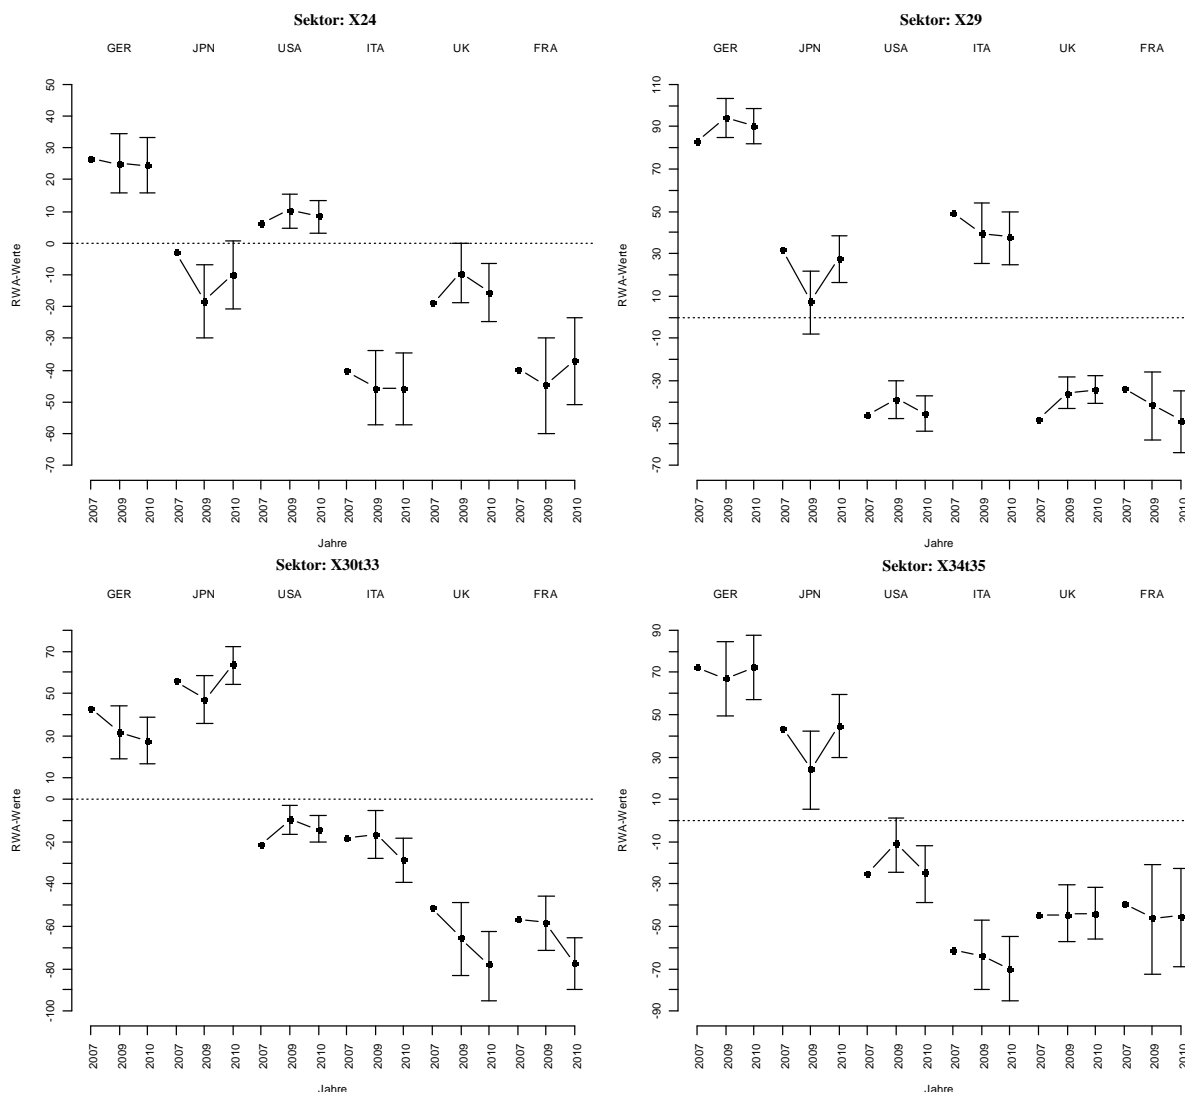 Sektor: X24
GER JPN USA ITA UK FRA
50
40
30
20
10
0
-10
-20
-30
-40
-50
-60
-70
RWA-Werte
2007 2009 2010 2007 2009 2010 2007 2009 2010 2007 2009 2010 2007 2009 2010 2007 2009 2010
Jahre
Sektor: X29
GER JPN USA ITA UK FRA
110
90
70
50
30
10
-10
-30
-50
-70
RWA-Werte
2007 2009 2010 2007 2009 2010 2007 2009 2010 2007 2009 2010 2007 2009 2010 2007 2009 2010
Jahre
Sektor: X30t33
GER JPN USA ITA UK FRA
70
50
30
10
0
-20
-40
-60
-80
-100
RWA-Werte
2007 2009 2010 2007 2009 2010 2007 2009 2010 2007 2009 2010 2007 2009 2010 2007 2009 2010
Jahre
Sektor: X34t35
GER JPN USA ITA UK FRA
90
70
50
30
10
-10
-30
-50
-70
-90
RWA-Werte
2007 2009 2010 2007 2009 2010 2007 2009 2010 2007 2009 2010 2007 2009 2010 2007 2009 2010
Jahre